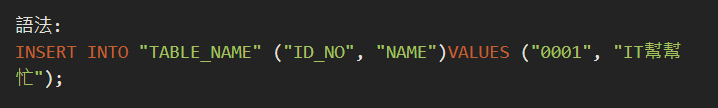 語法:
INSERT INTO "TABLE_NAME" ("ID_NO", "NAME")VALUES ("0001", "IT幫幫
忙");